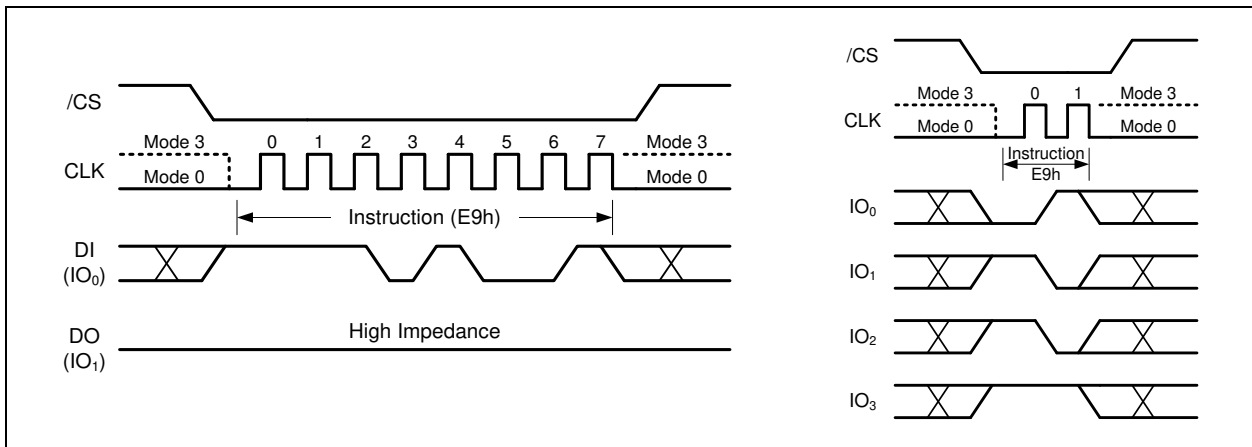 /CS
Mode 3 0 1 2 3 4 5 6 7 Mode 3
CLK
Mode 0 Mode 0
Instruction (E9h)
DI
(IO₀)
DO
(IO₁)
High Impedance
/CS
Mode 3 0 1 Mode 3
CLK
Mode 0 Mode 0
Instruction
E9h
IO₀
IO₁
IO₂
IO₃